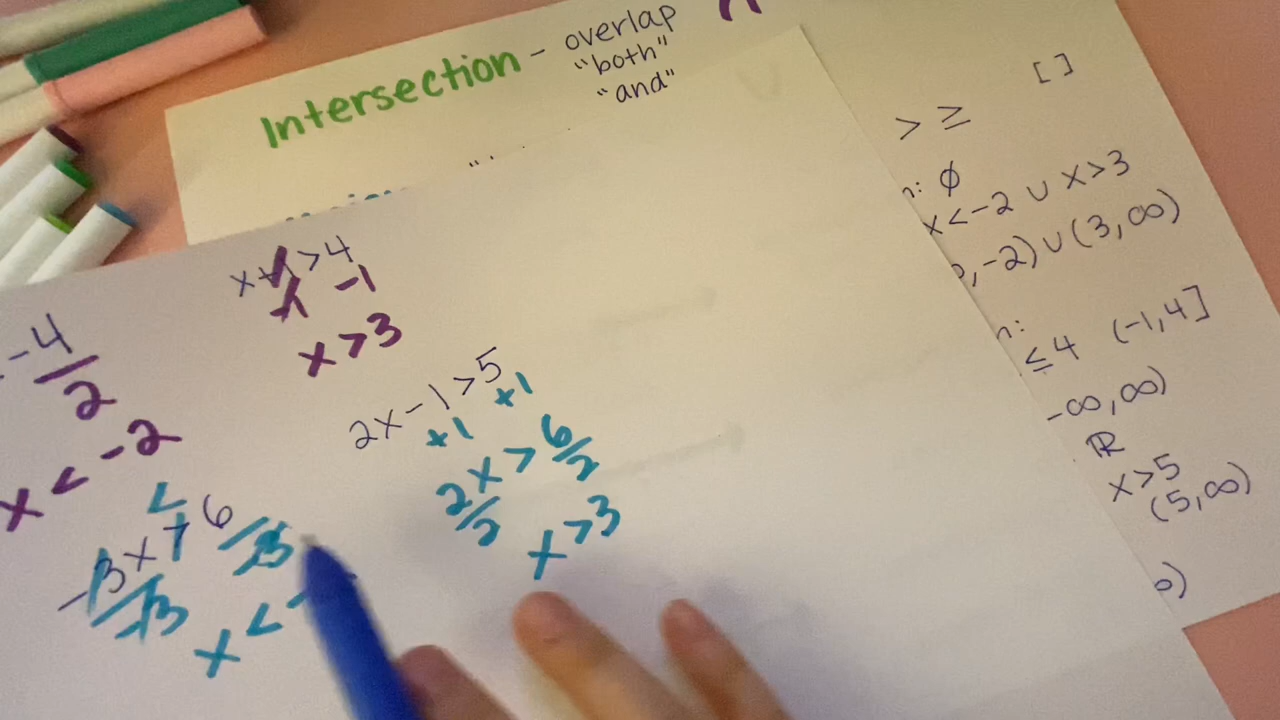 Intersection - overlap
"both"
"and"
[ ]
> ≥
n: ∅
x<-2 ∪ x>3
, -2) ∪ (3, ∞)
n:
≤ 4 (-1, 4]
-∞, ∞)
ℝ
x>5
(5, ∞)
x+1>4
-1 -1
x>3
-4
2
x < -2
2x-1>5
+1 +1
2x > 6
2 2
x>3
<
-3x > 6
-3 -3
x < -